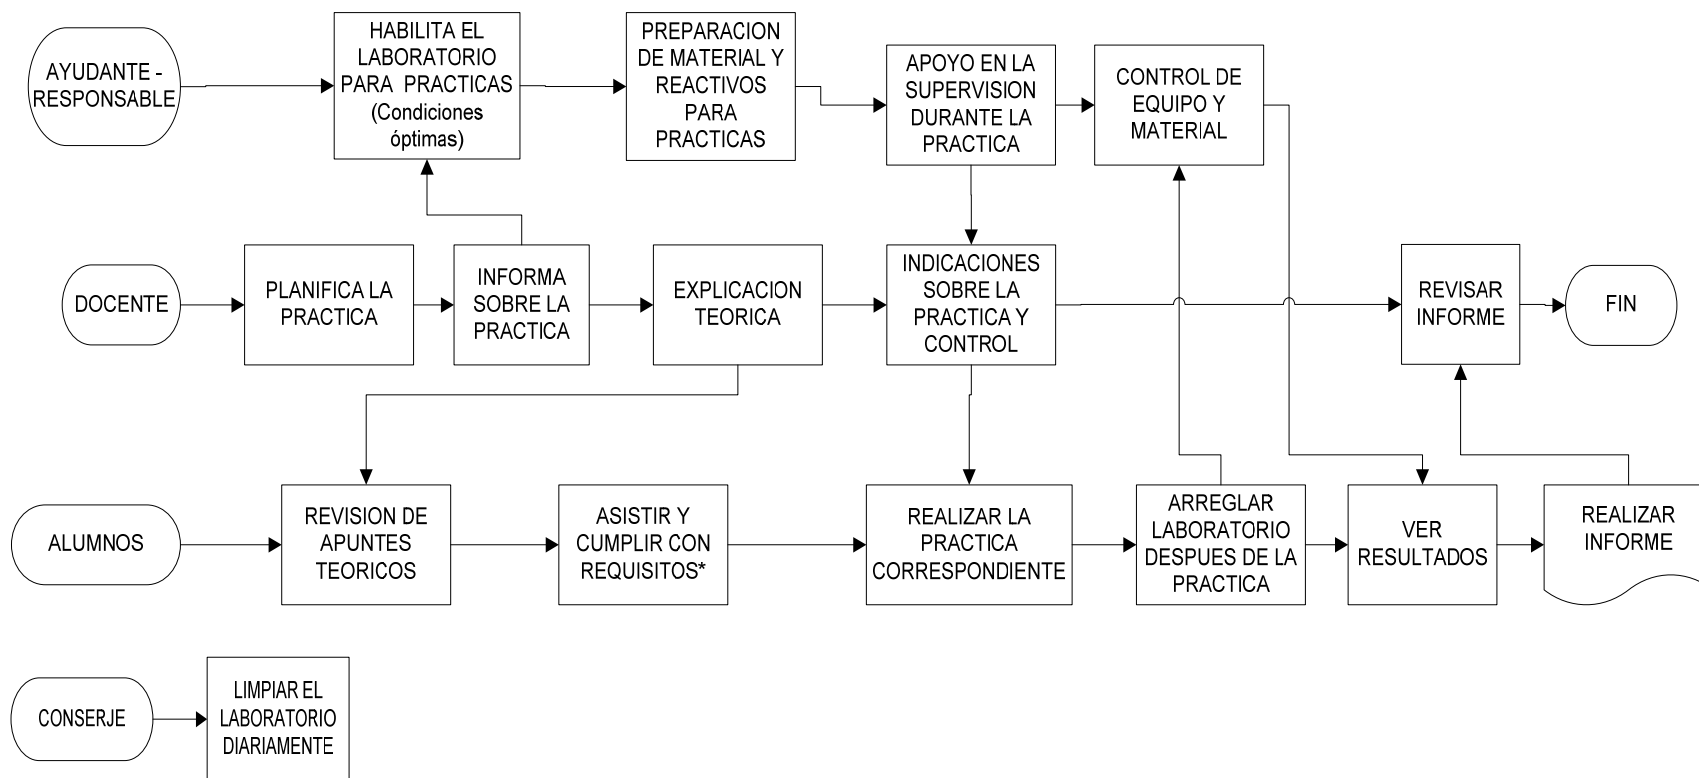 AYUDANTE -
RESPONSABLE
HABILITA EL
LABORATORIO
PARA PRACTICAS
(Condiciones
óptimas)
PREPARACION
DE MATERIAL Y
REACTIVOS
PARA
PRACTICAS
APOYO EN LA
SUPERVISION
DURANTE LA
PRACTICA
CONTROL DE
EQUIPO Y
MATERIAL
DOCENTE
PLANIFICA LA
PRACTICA
INFORMA
SOBRE LA
PRACTICA
EXPLICACION
TEORICA
INDICACIONES
SOBRE LA
PRACTICA Y
CONTROL
REVISAR
INFORME
FIN
ALUMNOS
REVISION DE
APUNTES
TEORICOS
ASISTIR Y
CUMPLIR CON
REQUISITOS*
REALIZAR LA
PRACTICA
CORRESPONDIENTE
ARREGLAR
LABORATORIO
DESPUES DE LA
PRACTICA
VER
RESULTADOS
REALIZAR
INFORME
CONSERJE
LIMPIAR EL
LABORATORIO
DIARIAMENTE